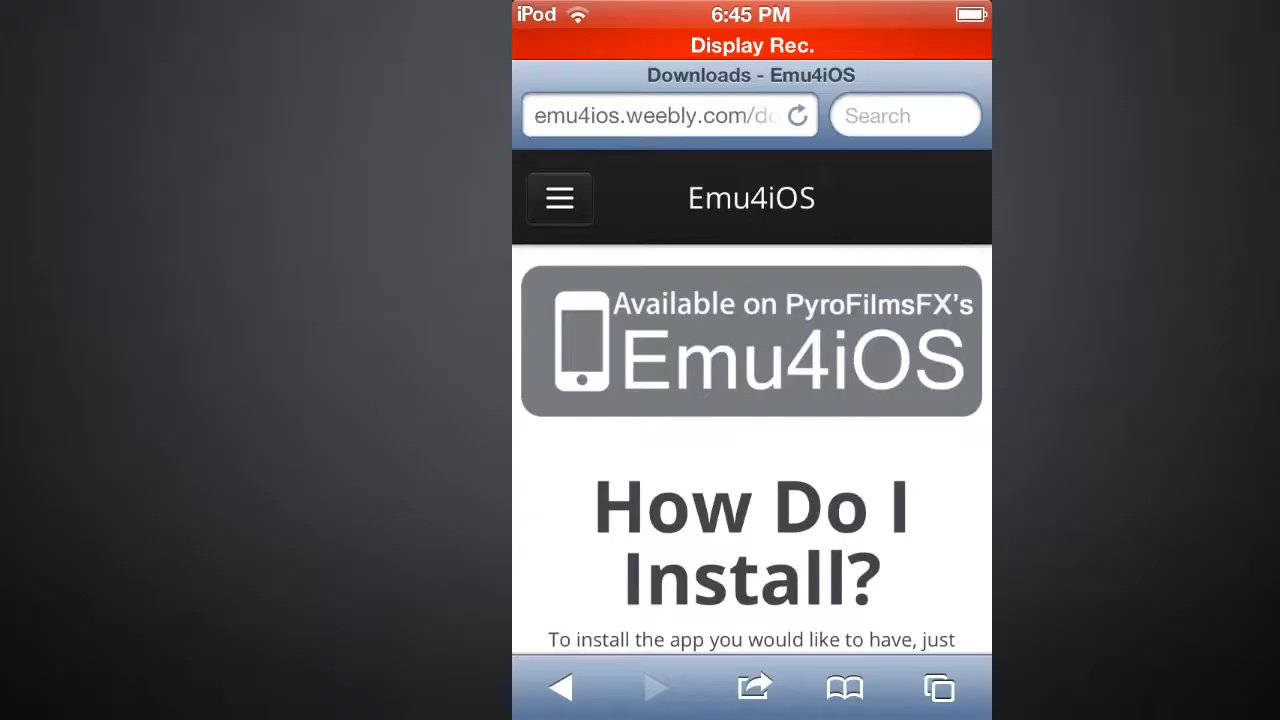 iPod 6:45 PM
Display Rec.
Downloads - Emu4iOS
emu4ios.weebly.com/do Search
Emu4iOS
Available on PyroFilmsFX's
Emu4iOS
How Do I
Install?
To install the app you would like to have, just